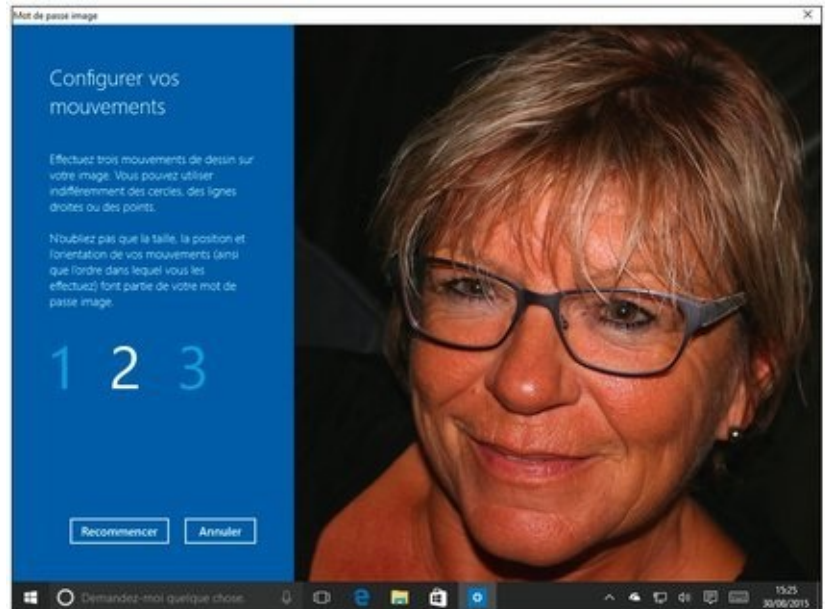 Mot de passe image
Configurer vos
mouvements
Effectuez trois mouvements de dessin sur
votre image. Vous pouvez utiliser
indifféremment des cercles, des lignes
droites ou des points.
N'oubliez pas que la taille, la position et
l'orientation de vos mouvements (ainsi
que l'ordre dans lequel vous les
effectuez) font partie de votre mot de
passe image.
1 2 3
Recommencer Annuler
Demandez-moi quelque chose.
15:25
30/08/2015